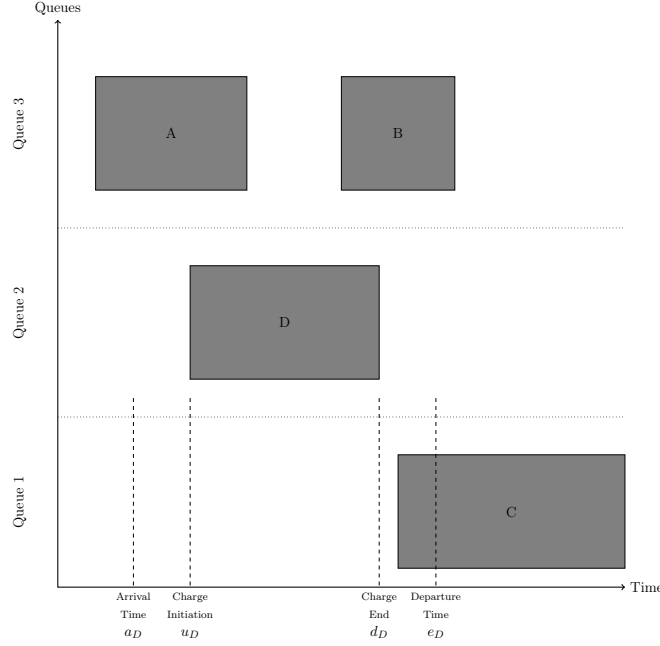 Queues
Queue 3
A
B
Queue 2
D
Queue 1
C
Time
Arrival
Time
a_D
Charge
Initiation
u_D
Charge
End
d_D
Departure
Time
e_D